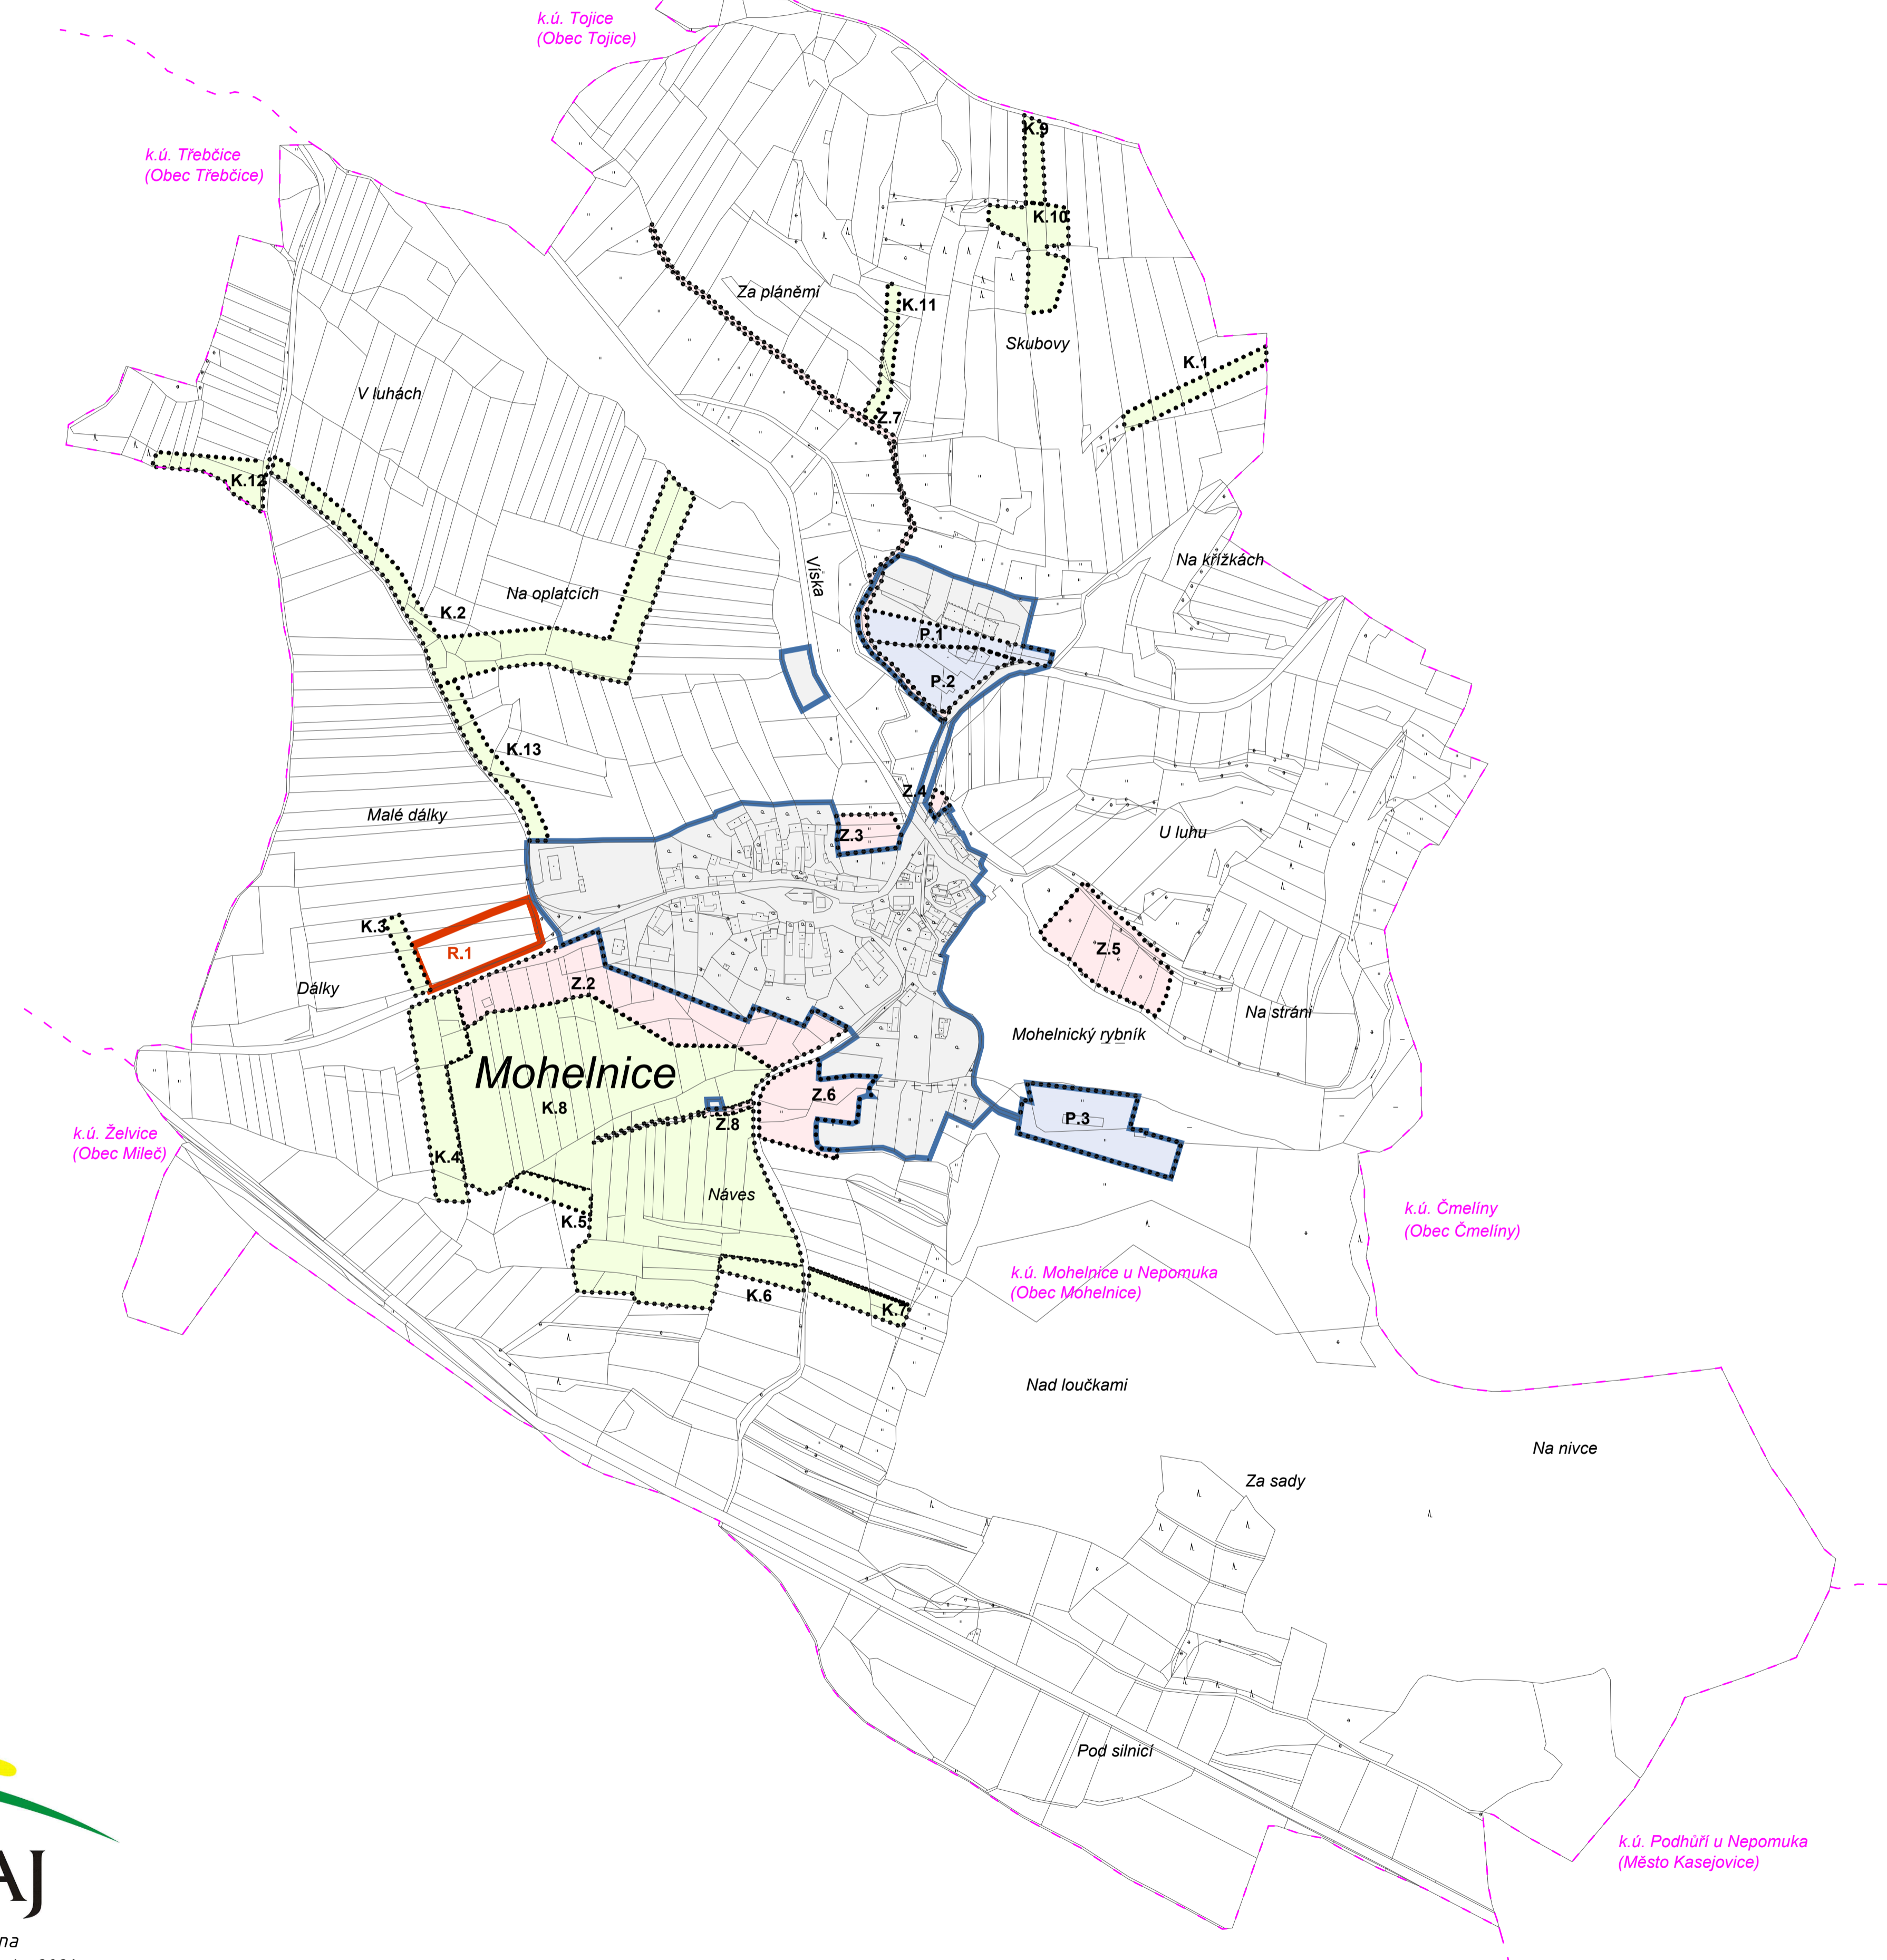 k.ú. Tojice
(Obec Tojice)
K.9
k.ú. Třebčice
(Obec Třebčice)
K.10
Za pláněmi
K.11
Skubovy
K.1
V luhách
Z.7
K.12
Víska
Na křížkách
Na oplatcích
K.2
P.1
P.2
K.13
Z.4
Malé dálky
Z.3
U luhu
K.3
R.1
Z.5
Dálky
Z.2
Na stráni
Mohelnický rybník
Mohelnice
Z.6
K.8
Z.8
P.3
k.ú. Želvice
(Obec Mileč)
K.4
Náves
K.5
k.ú. Čmelíny
(Obec Čmelíny)
k.ú. Mohelnice u Nepomuka
(Obec Mohelnice)
K.6
K.7
Nad loučkami
Na nivce
Za sady
Pod silnicí
k.ú. Podhůří u Nepomuka
(Město Kasejovice)
AJ
na